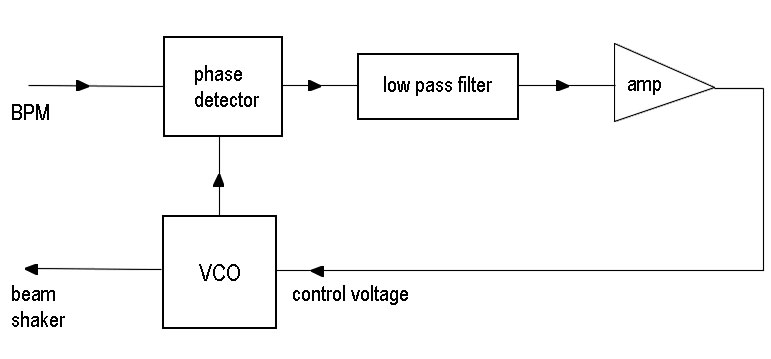 phase
detector
low pass filter
amp
BPM
VCO
control voltage
beam
shaker